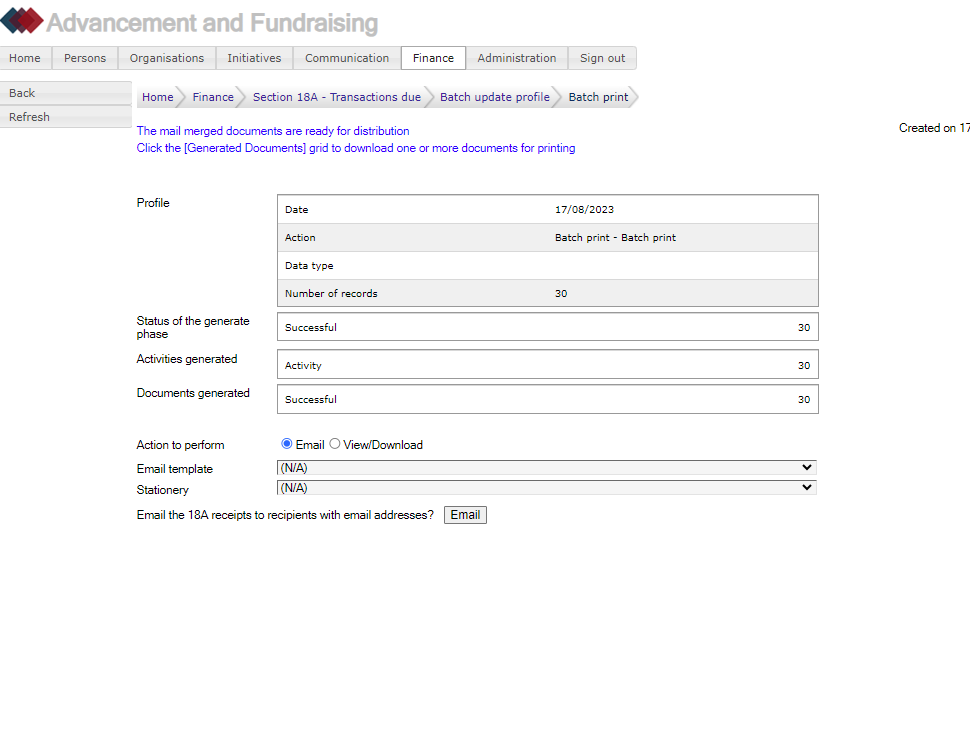 Advancement and Fundraising
Home Persons Organisations Initiatives Communication Finance Administration Sign out
Back
Refresh
Home Finance Section 18A - Transactions due Batch update profile Batch print
The mail merged documents are ready for distribution
Created on 17
Click the [Generated Documents] grid to download one or more documents for printing
Profile
Date 17/08/2023
Action Batch print - Batch print
Data type
Number of records 30
Status of the generate
phase
Successful 30
Activities generated
Activity 30
Documents generated
Successful 30
Action to perform Email View/Download
Email template (N/A)
Stationery (N/A)
Email the 18A receipts to recipients with email addresses? Email